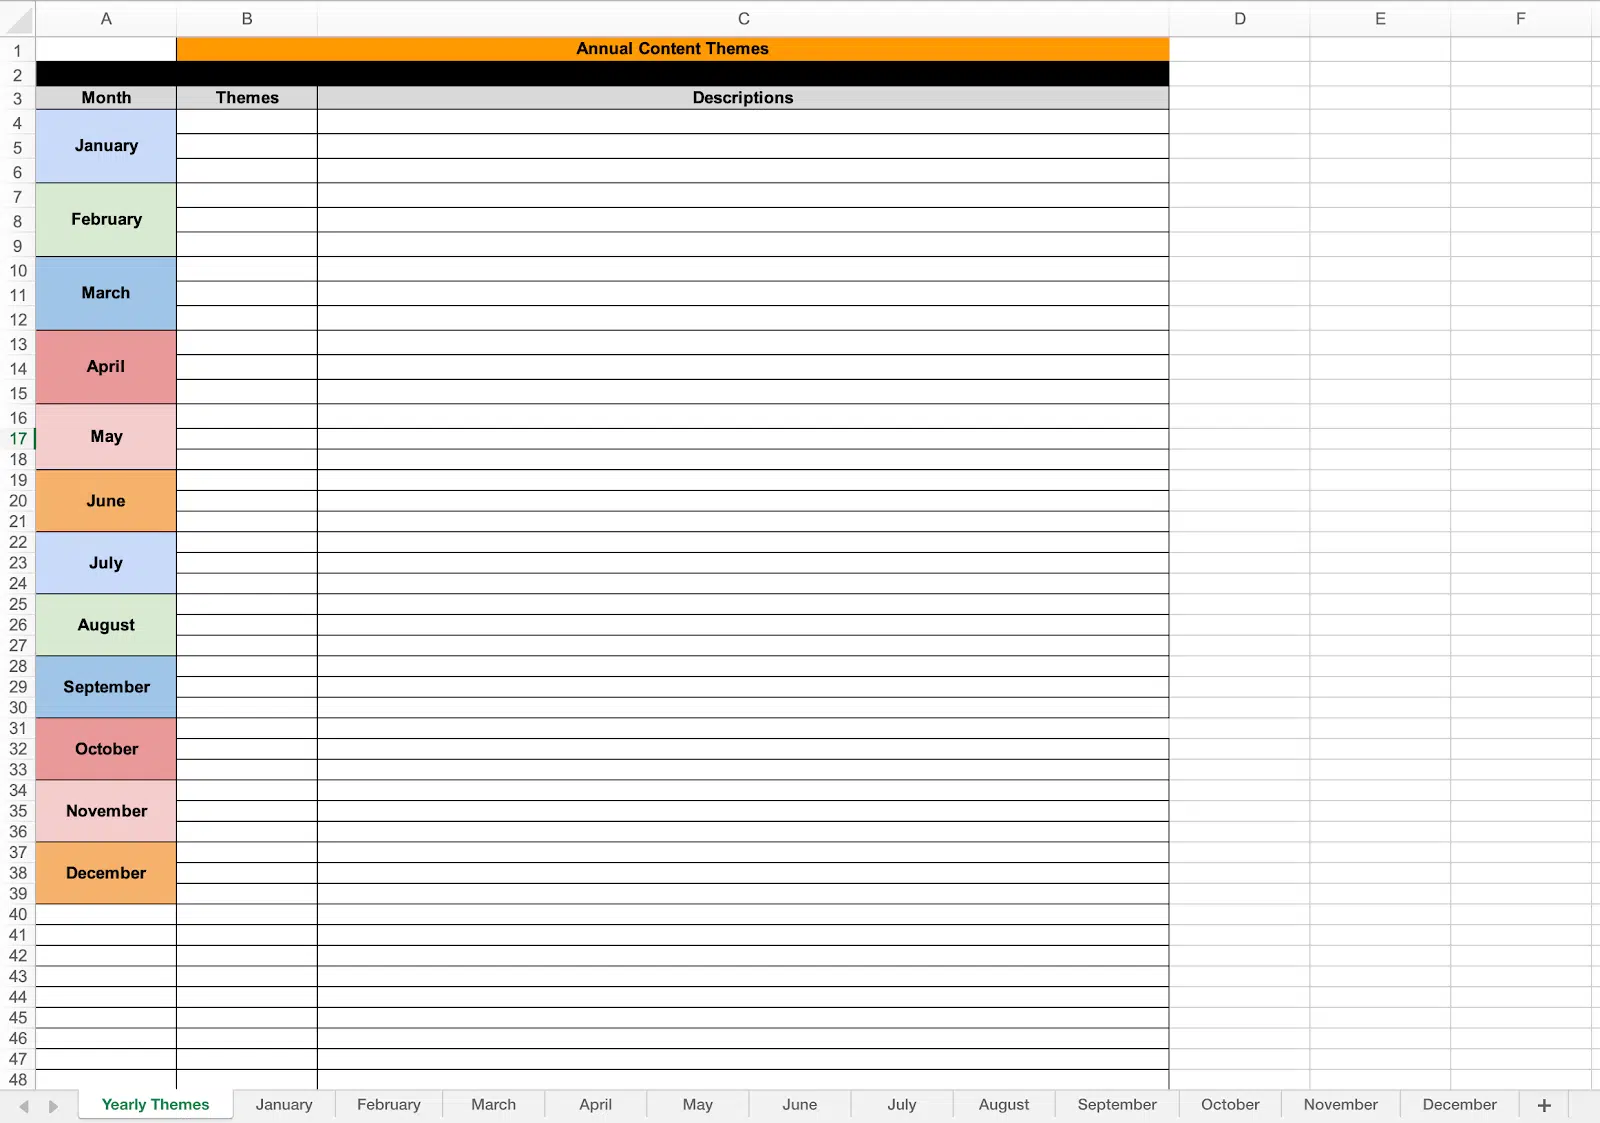 A B C D E F
1 Annual Content Themes
2
3 Month Themes Descriptions
4
5 January
6
7
8 February
9
10
11 March
12
13
14 April
15
16
17 May
18
19
20 June
21
22
23 July
24
25
26 August
27
28
29 September
30
31
32 October
33
34
35 November
36
37
38 December
39
40
41
42
43
44
45
46
47
48
Yearly Themes January February March April May June July August September October November December +